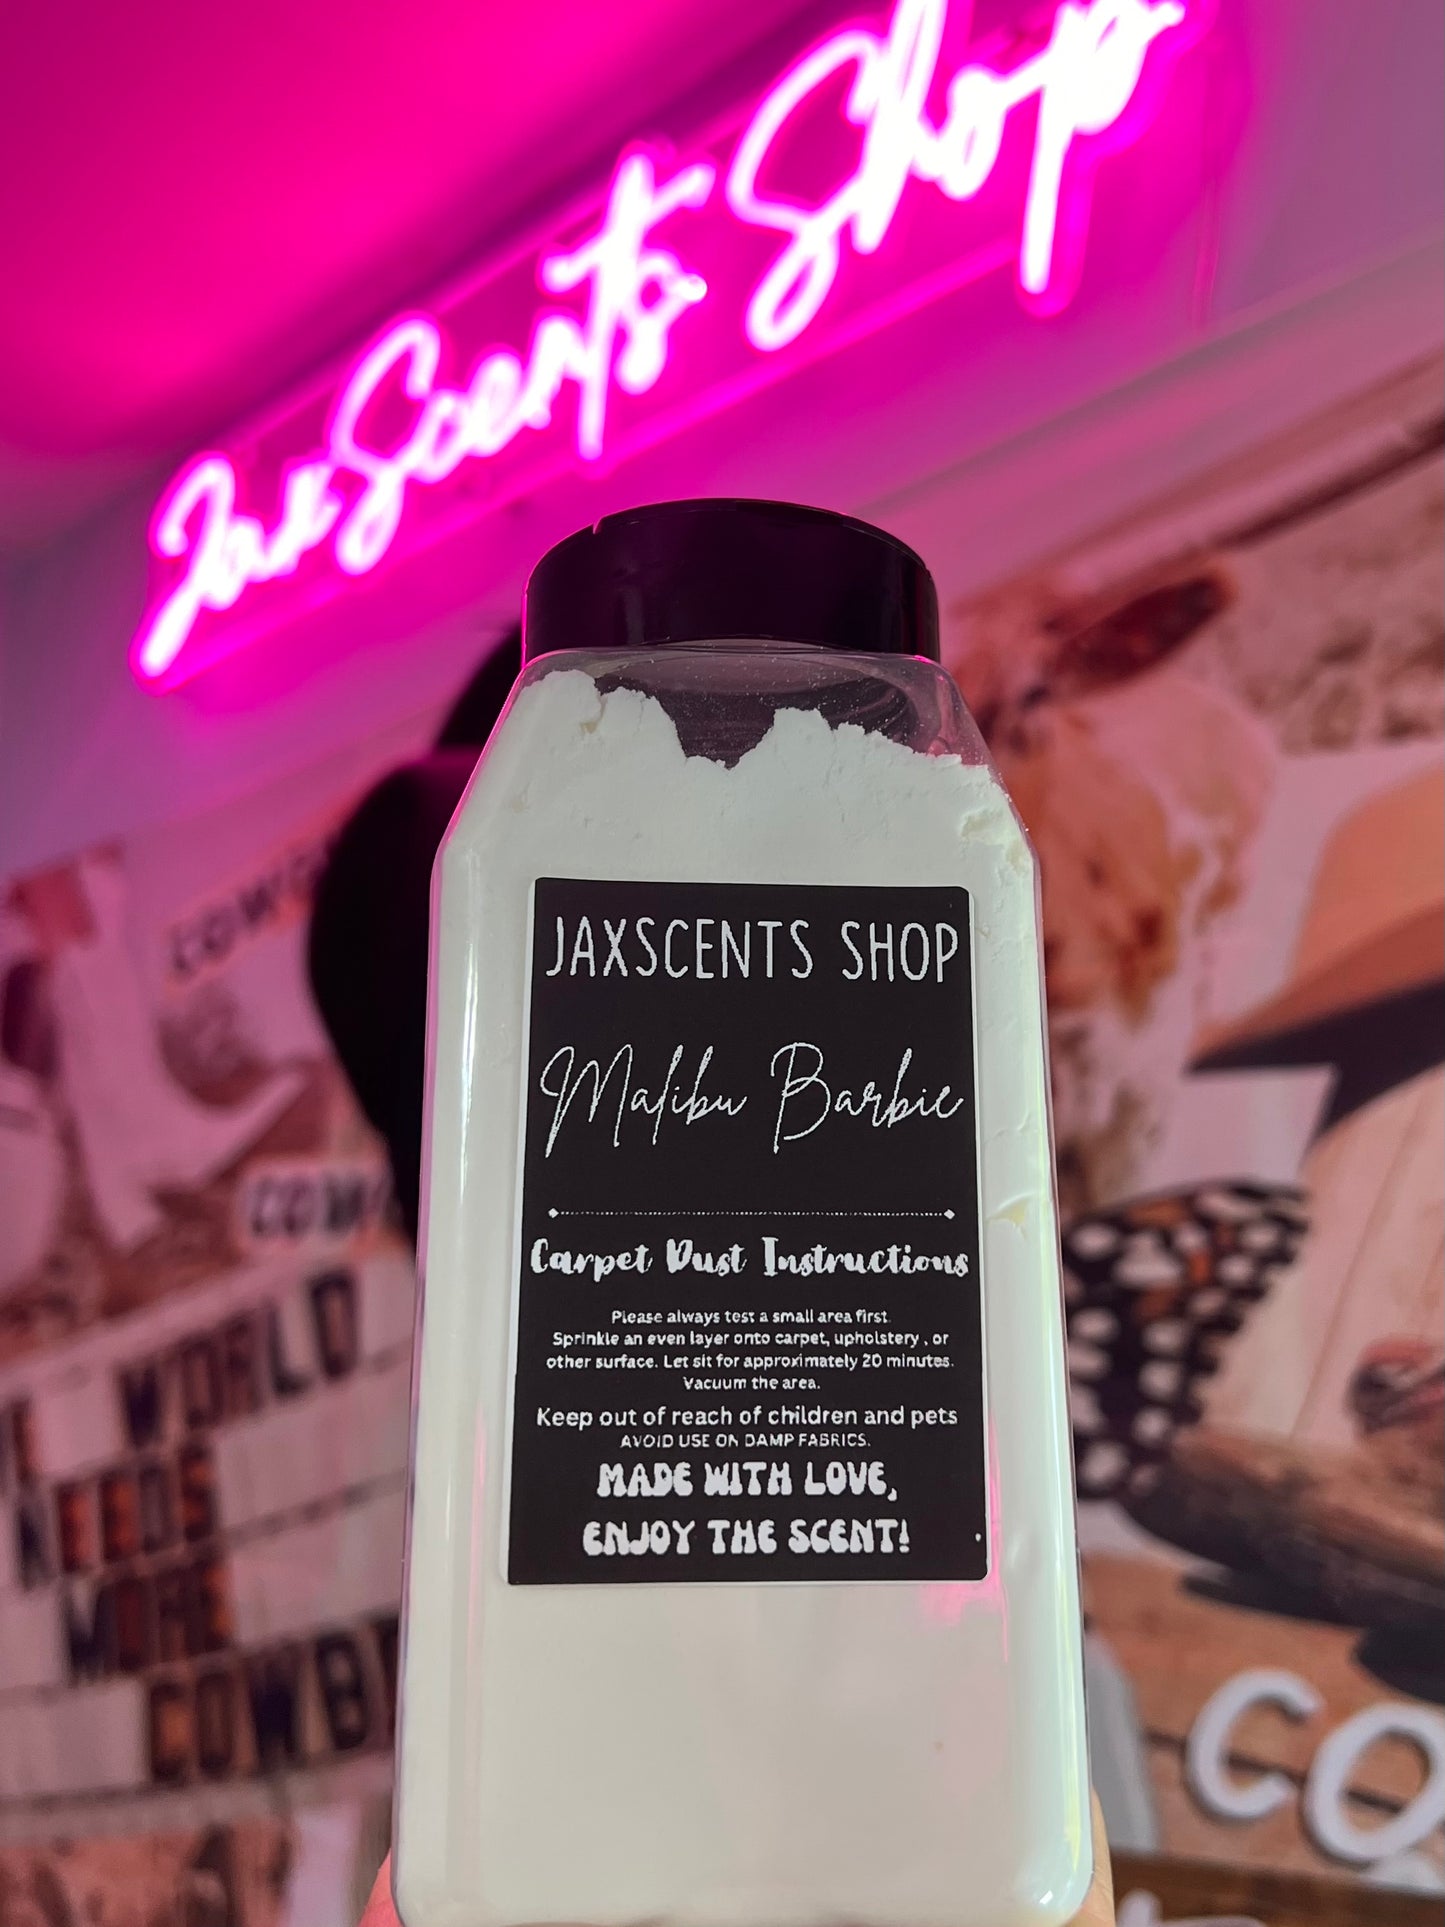 JaxScents Shop
JAXSCENTS SHOP
Malibu Barbie
Carpet Dust Instructions
Please always test a small area first.
Sprinkle an even layer onto carpet, upholstery , or
other surface. Let sit for approximately 20 minutes.
Vacuum the area.
Keep out of reach of children and pets
AVOID USE ON DAMP FABRICS.
MADE WITH LOVE,
ENJOY THE SCENT!
WORLD
COWB
CO